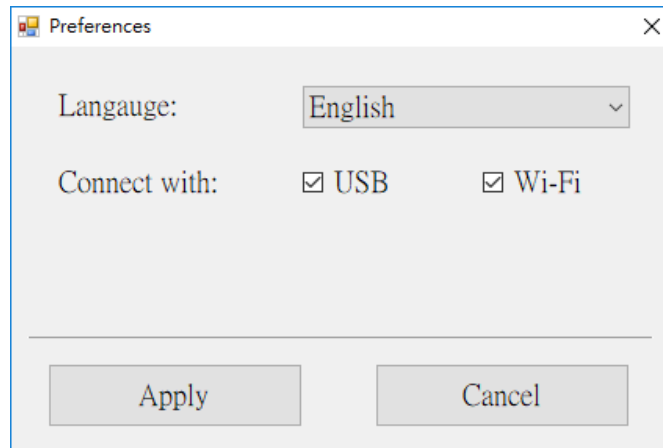 Preferences
Langauge: English
Connect with: USB Wi-Fi
Apply Cancel